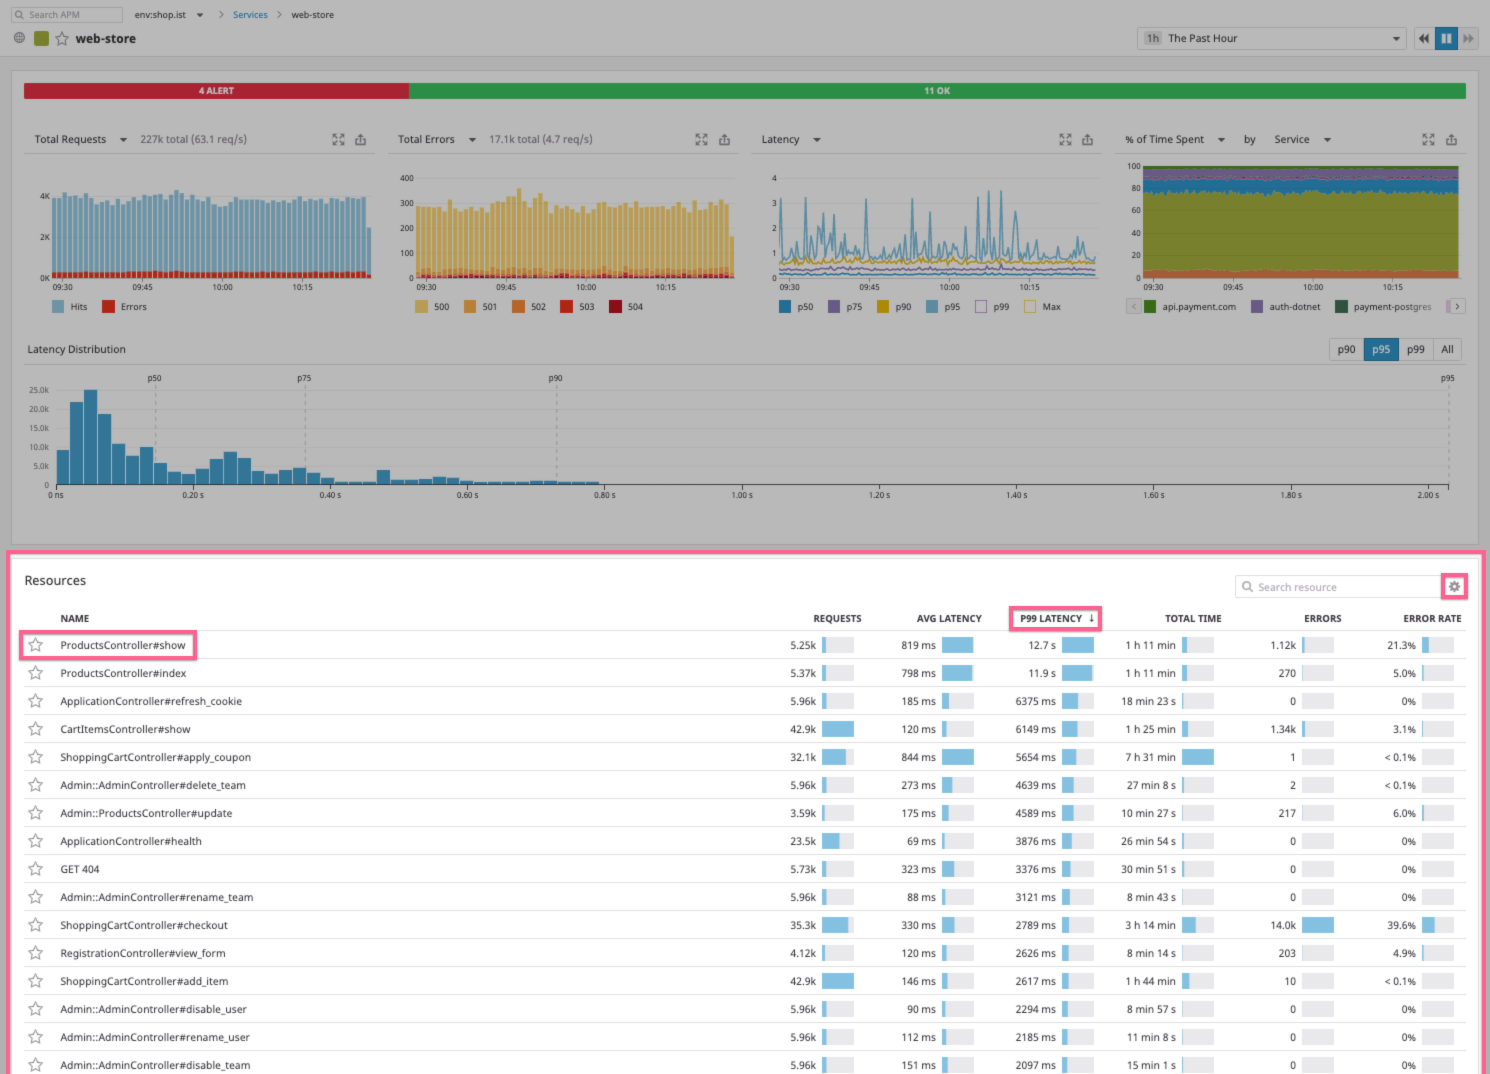 Search APM env:shop.ist Services web-store
web-store 1h The Past Hour
4 ALERT 11 OK
Total Requests 227k total (63.1 req/s) Total Errors 17.1k total (4.7 req/s) Latency % of Time Spent by Service
4K
2K
0K
09:30 09:45 10:00 10:15
Hits Errors
400
300
200
100
0
09:30 09:45 10:00 10:15
500 501 502 503 504
4
3
2
1
0
09:30 09:45 10:00 10:15
p50 p75 p90 p95 p99 Max
100
80
60
40
20
0
09:30 09:45 10:00 10:15
api.payment.com auth-dotnet payment-postgres
Latency Distribution p90 p95 p99 All
p50 p75 p90 p95
25.0k
20.0k
15.0k
10.0k
5.0k
0
0 ns 0.20 s 0.40 s 0.60 s 0.80 s 1.00 s 1.20 s 1.40 s 1.60 s 1.80 s 2.00 s
Resources Search resource
NAME REQUESTS AVG LATENCY P99 LATENCY ↓ TOTAL TIME ERRORS ERROR RATE
ProductsController#show 5.25k 819 ms 12.7 s 1 h 11 min 1.12k 21.3%
ProductsController#index 5.37k 798 ms 11.9 s 1 h 11 min 270 5.0%
ApplicationController#refresh_cookie 5.96k 185 ms 6375 ms 18 min 23 s 0 0%
CartItemsController#show 42.9k 120 ms 6149 ms 1 h 25 min 1.34k 3.1%
ShoppingCartController#apply_coupon 32.1k 844 ms 5654 ms 7 h 31 min 1 < 0.1%
Admin::AdminController#delete_team 5.96k 273 ms 4639 ms 27 min 8 s 2 < 0.1%
Admin::ProductsController#update 3.59k 175 ms 4589 ms 10 min 27 s 217 6.0%
ApplicationController#health 23.5k 69 ms 3876 ms 26 min 54 s 0 0%
GET 404 5.73k 323 ms 3376 ms 30 min 51 s 0 0%
Admin::AdminController#rename_team 5.96k 88 ms 3121 ms 8 min 43 s 0 0%
ShoppingCartController#checkout 35.3k 330 ms 2789 ms 3 h 14 min 14.0k 39.6%
RegistrationController#view_form 4.12k 120 ms 2626 ms 8 min 14 s 203 4.9%
ShoppingCartController#add_item 42.9k 146 ms 2617 ms 1 h 44 min 10 < 0.1%
Admin::AdminController#disable_user 5.96k 90 ms 2294 ms 8 min 57 s 0 0%
Admin::AdminController#rename_user 5.96k 112 ms 2185 ms 11 min 8 s 0 0%
Admin::AdminController#disable_team 5.96k 151 ms 2097 ms 15 min 1 s 0 0%